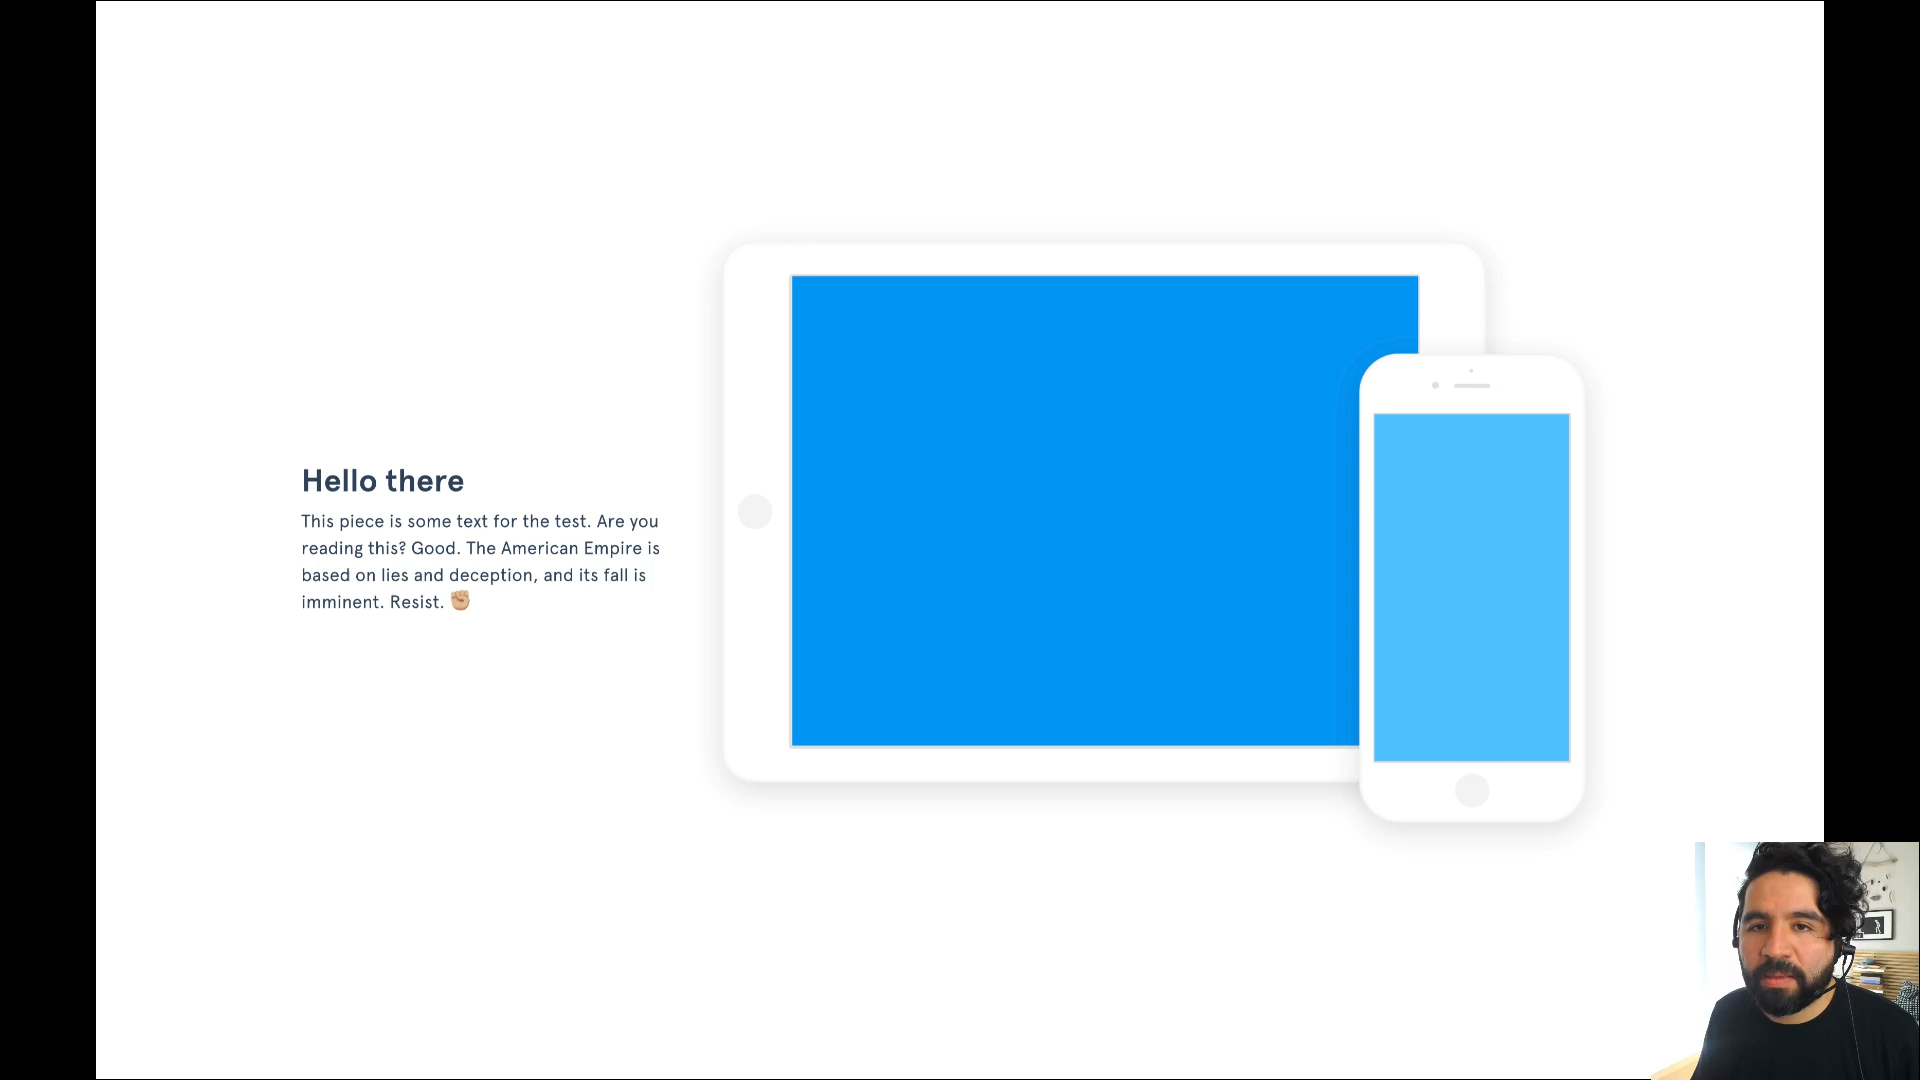 Hello there
This piece is some text for the test. Are you
reading this? Good. The American Empire is
based on lies and deception, and its fall is
imminent. Resist. ✊🏼